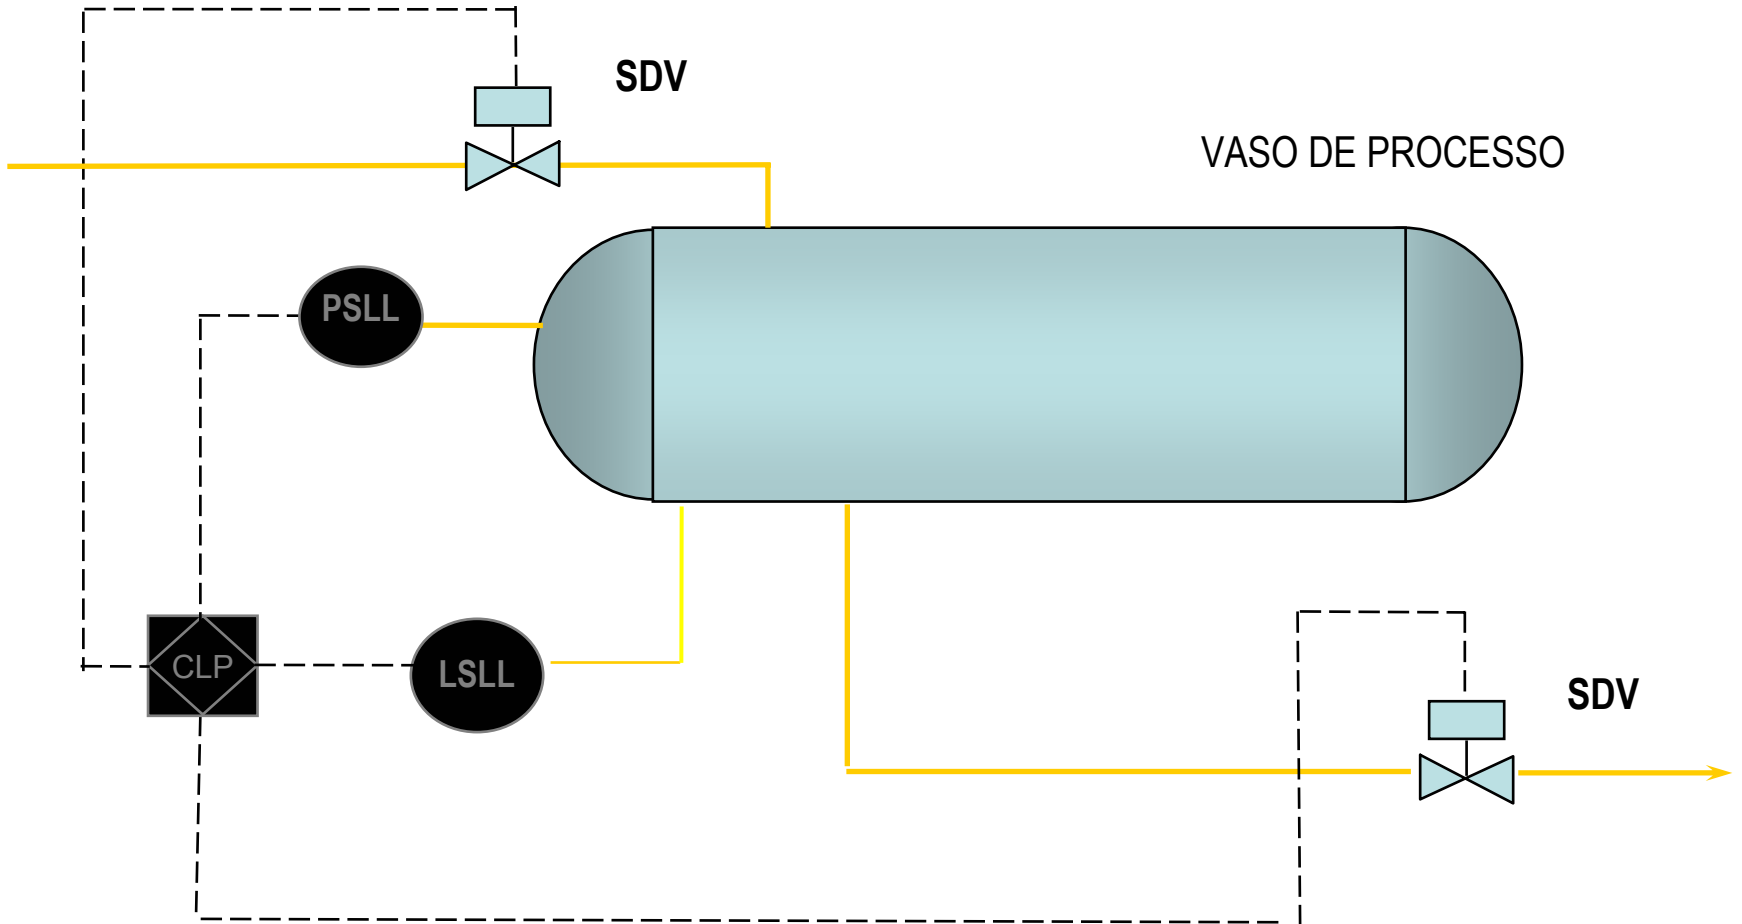 SDV
VASO DE PROCESSO
PSLL
CLP
LSLL
SDV